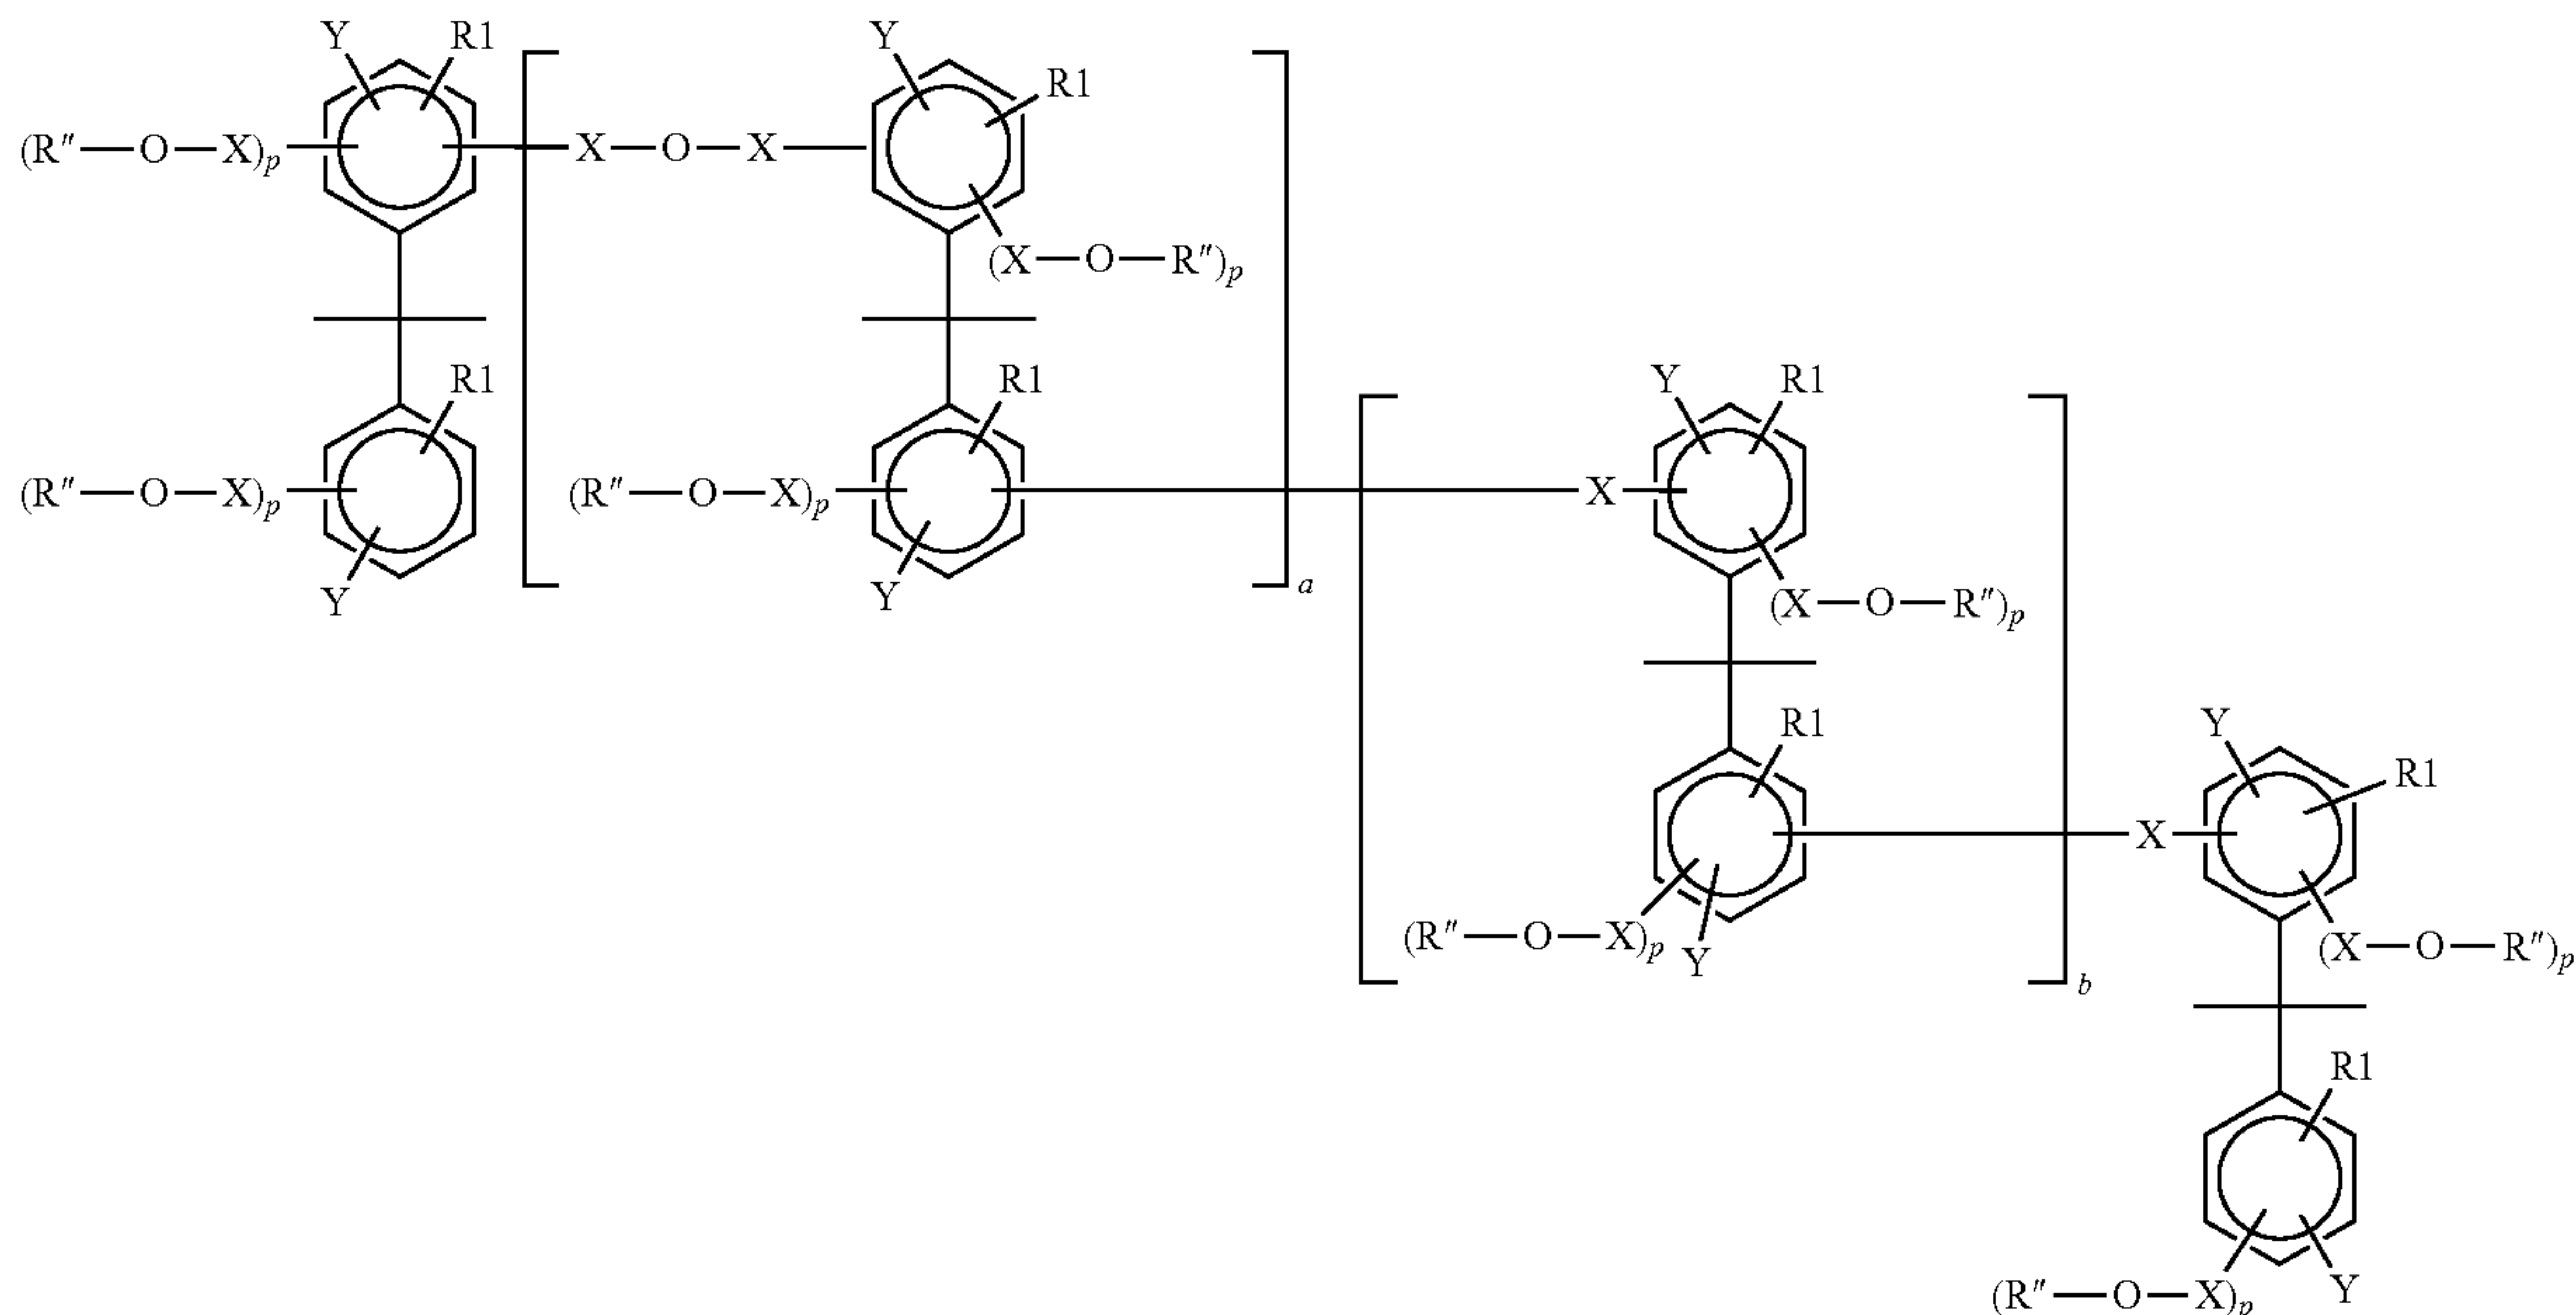 Y R1 Y R1
(R″—O—X)p X—O—X
(X—O—R″)p
R1 R1 Y R1
(R″—O—X)p (R″—O—X)p X
Y Y a (X—O—R″)p
R1 Y R1
X
(R″—O—X)p Y (X—O—R″)p
b
R1
(R″—O—X)p Y